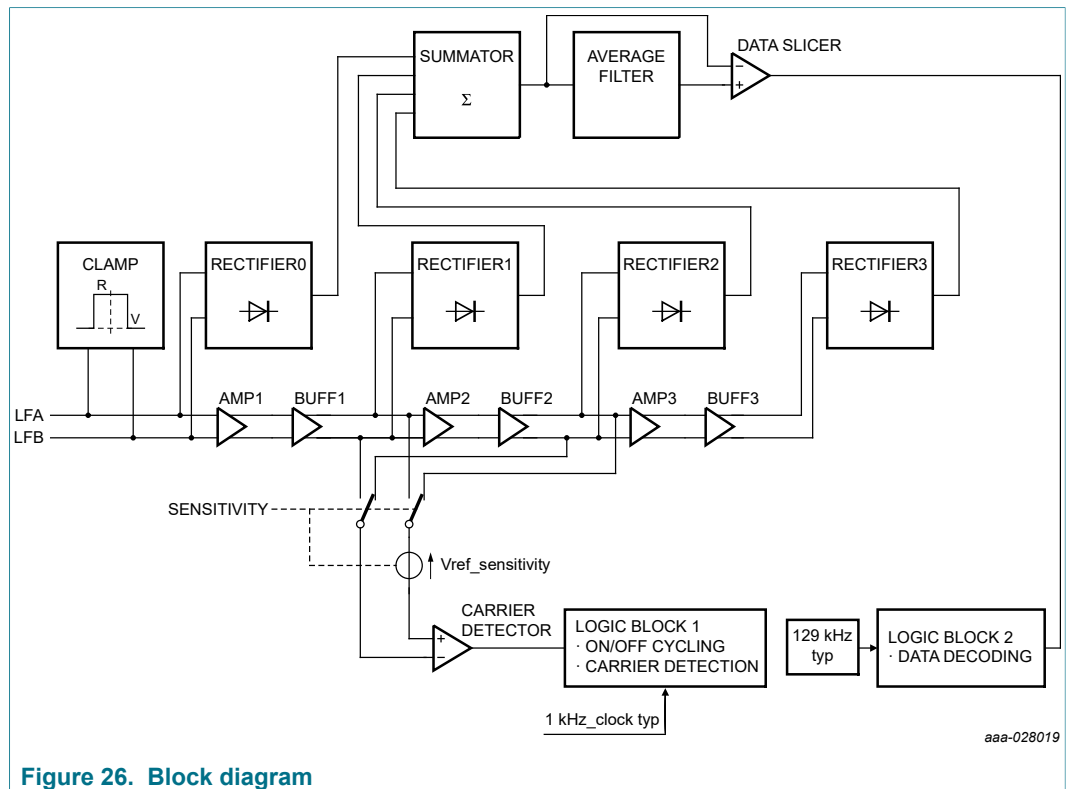 SUMMATOR
Σ
AVERAGE
FILTER
DATA SLICER
−
+
CLAMP
R
V
RECTIFIER0
RECTIFIER1
RECTIFIER2
RECTIFIER3
LFA
LFB
AMP1
BUFF1
AMP2
BUFF2
AMP3
BUFF3
SENSITIVITY
Vref_sensitivity
CARRIER
DETECTOR
+
−
LOGIC BLOCK 1
· ON/OFF CYCLING
· CARRIER DETECTION
129 kHz
typ
LOGIC BLOCK 2
· DATA DECODING
1 kHz_clock typ
aaa-028019
Figure 26. Block diagram